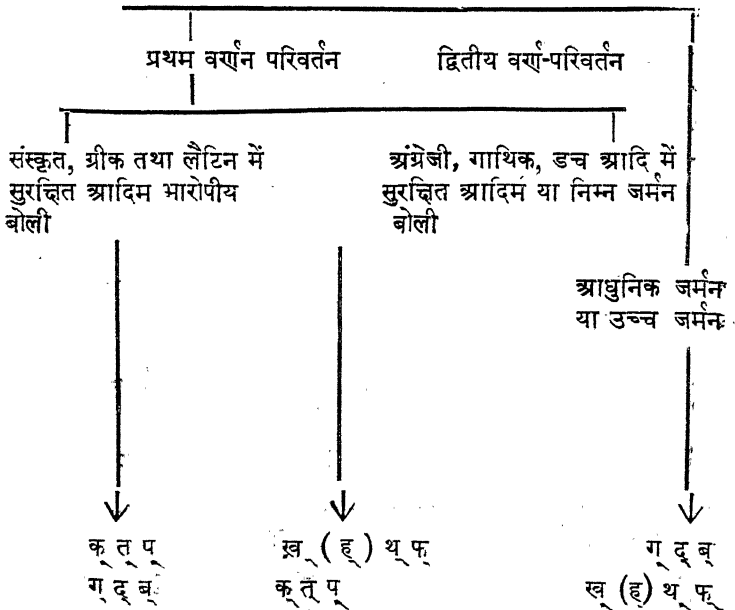 प्रथम वर्णन परिवर्तन द्वितीय वर्ण-परिवर्तन
संस्कृत, ग्रीक तथा लैटिन में
सुरक्षित आदिम भारोपीय
बोली
अंग्रेजी, गाथिक, डच आदि में
सुरक्षित आदिम या निम्न जर्मन
बोली
आधुनिक जर्मन
या उच्च जर्मन
क् त् प् ख़् (ह्) थ् फ् ग् द् ब्
ग् द् ब् क् त् प् ख् (ह्) थ् फ्